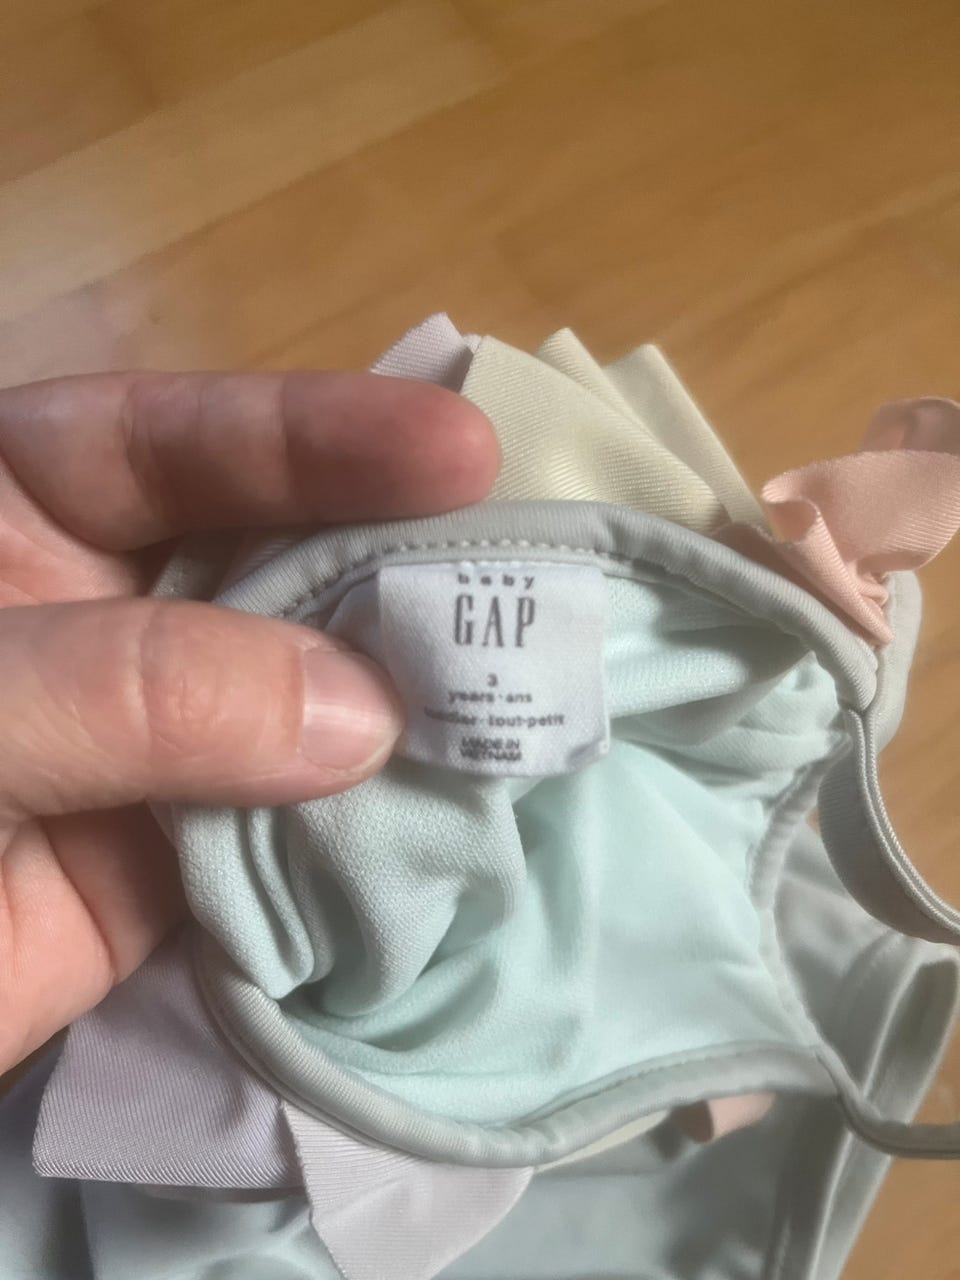 baby
GAP
3
years · ans
toddler · tout-petit
MADE IN
VIETNAM